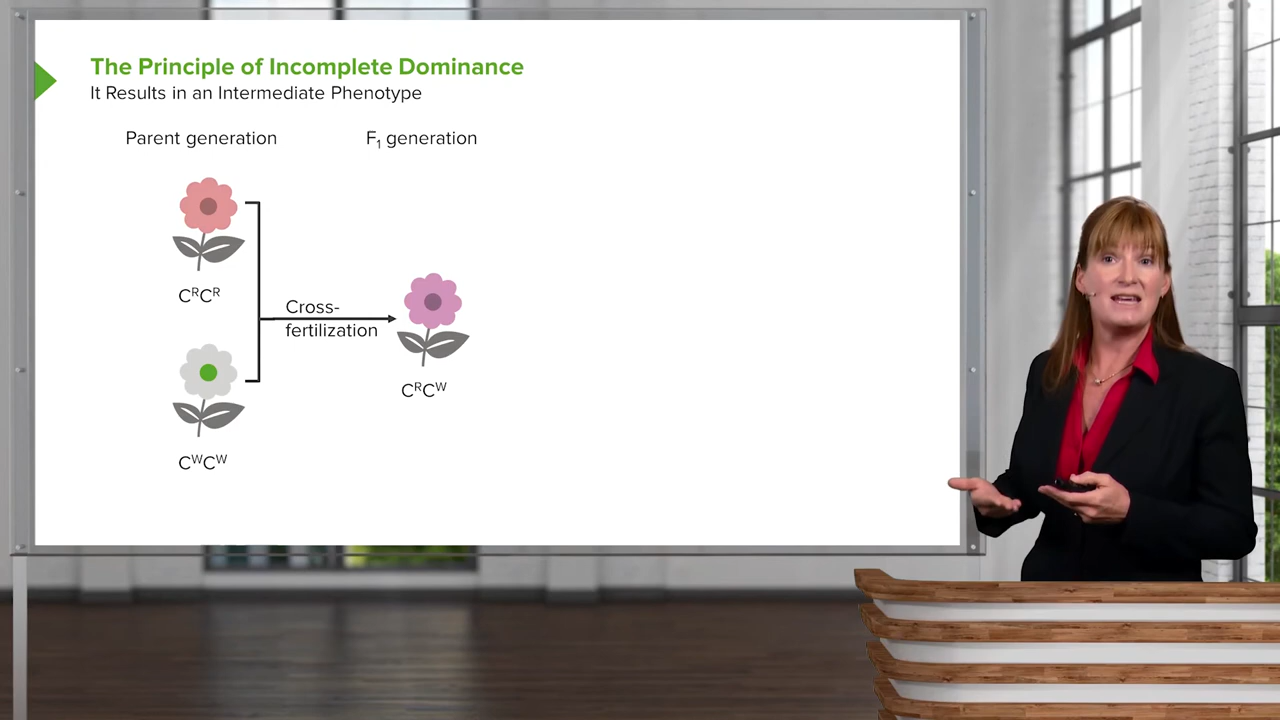 The Principle of Incomplete Dominance
It Results in an Intermediate Phenotype
Parent generation
F₁ generation
CᴿCᴿ
Cross-
fertilization
CᴿCᵂ
CᵂCᵂ